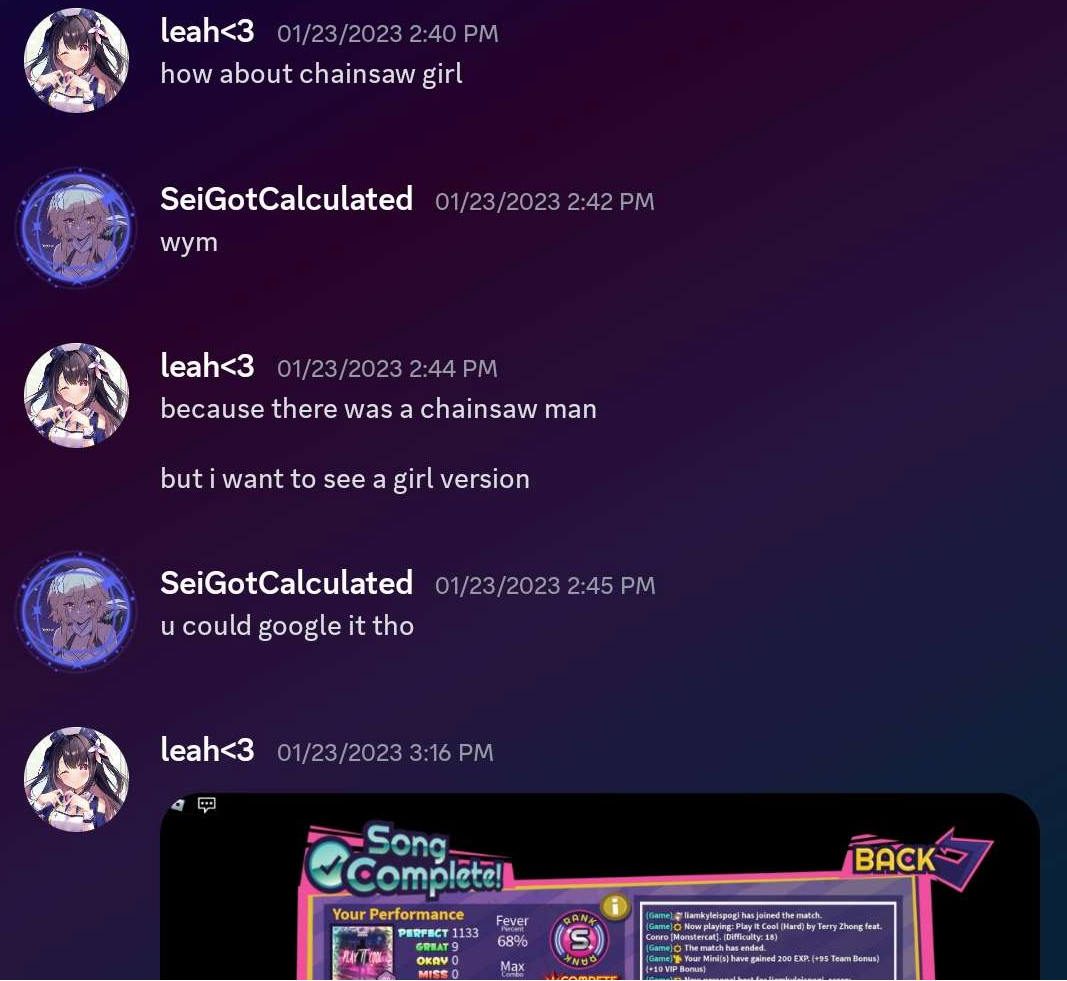 leah<3 01/23/2023 2:40 PM
how about chainsaw girl
SeiGotCalculated 01/23/2023 2:42 PM
wym
leah<3 01/23/2023 2:44 PM
because there was a chainsaw man
but i want to see a girl version
SeiGotCalculated 01/23/2023 2:45 PM
u could google it tho
leah<3 01/23/2023 3:16 PM
Song
Complete!
BACK
Your Performance
PERFECT 1133
GREAT 9
OKAY 0
MISS 0
PLAY IT COOL
Fever
Percent
68%
Max
Combo
RANK
S
RANK
i
(Game) liamkyleispogi has joined the match.
(Game) Now playing: Play It Cool (Hard) by Terry Zhong feat.
Conro [Monstercat]. (Difficulty: 18)
(Game) The match has ended.
(Game) Your Mini(s) have gained 200 EXP. (+95 Team Bonus)
(+10 VIP Bonus)